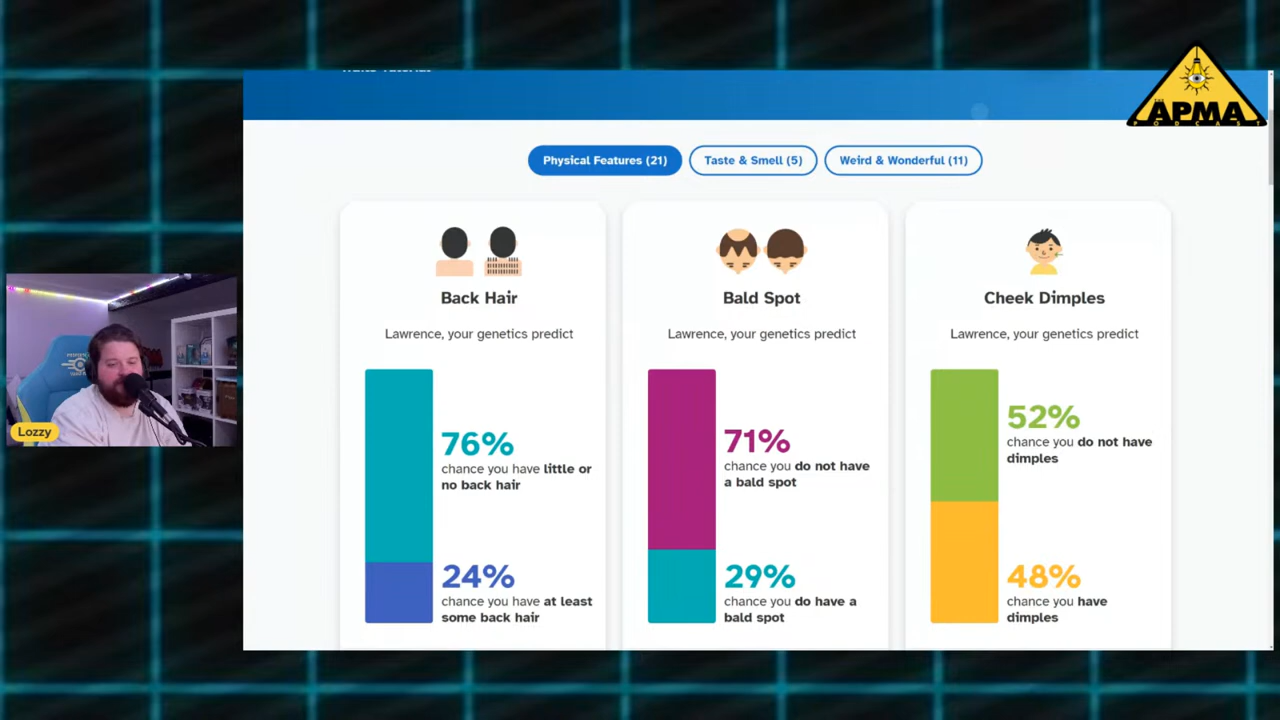 APMA
PODCAST
Physical Features (21)
Taste & Smell (5)
Weird & Wonderful (11)
Back Hair
Lawrence, your genetics predict
76%
chance you have little or
no back hair
24%
chance you have at least
some back hair
Bald Spot
Lawrence, your genetics predict
71%
chance you do not have
a bald spot
29%
chance you do have a
bald spot
Cheek Dimples
Lawrence, your genetics predict
52%
chance you do not have
dimples
48%
chance you have
dimples
Lozzy